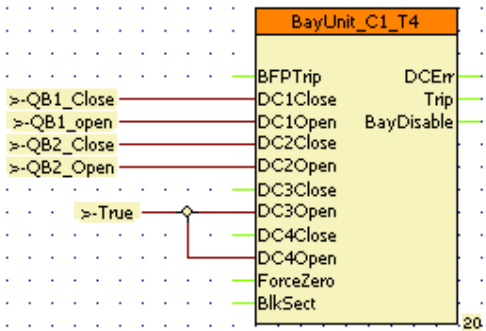 BayUnit_C1_T4
BFPTrip DCErr
>-QB1_Close DC1Close Trip
>-QB1_open DC1Open BayDisable
>-QB2_Close DC2Close
>-QB2_Open DC2Open
DC3Close
>-True DC3Open
DC4Close
DC4Open
ForceZero
BlkSect
20